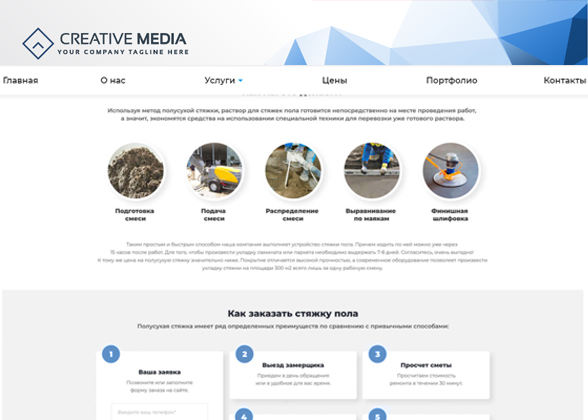 CREATIVE MEDIA
YOUR COMPANY TAGLINE HERE
Главная О нас Услуги Цены Портфолио Контакты
Используя метод полусухой стяжки, раствор для стяжек пола готовится непосредственно на месте проведения работ,
а значит, экономятся средства на использовании специальной техники для перевозки уже готового раствора.
Подготовка смеси
Подача смеси
Распределение смеси
Выравнивание по маякам
Финишная шлифовка
Таким простым и быстрым способом наша компания выполняет устройство стяжки пола. Причем ходить по ней можно уже через
15 часов после работ. Для того, чтобы произвести укладку ламината или паркета необходимо выдержать 7-8 дней. Согласитесь, очень выгодно!
К тому же цена на полусухую стяжку значительно ниже. Покрытие отличается высокой прочностью, а современное оборудование позволяет произвести
укладку стяжки на площади 300 м2 всего лишь за одну рабочую смену.
Как заказать стяжку пола
Полусухая стяжка имеет ряд определенных преимуществ по сравнению с привычными способами:
1
Ваша заявка
Позвоните или заполните
форму заказа на сайте.
Введите ваш телефон*
2
Выезд замерщика
Приедем в день обращения
или в удобное для вас время.
3
Просчет сметы
Просчитаем стоимость
ремонта в течении 30 минут.
4
5